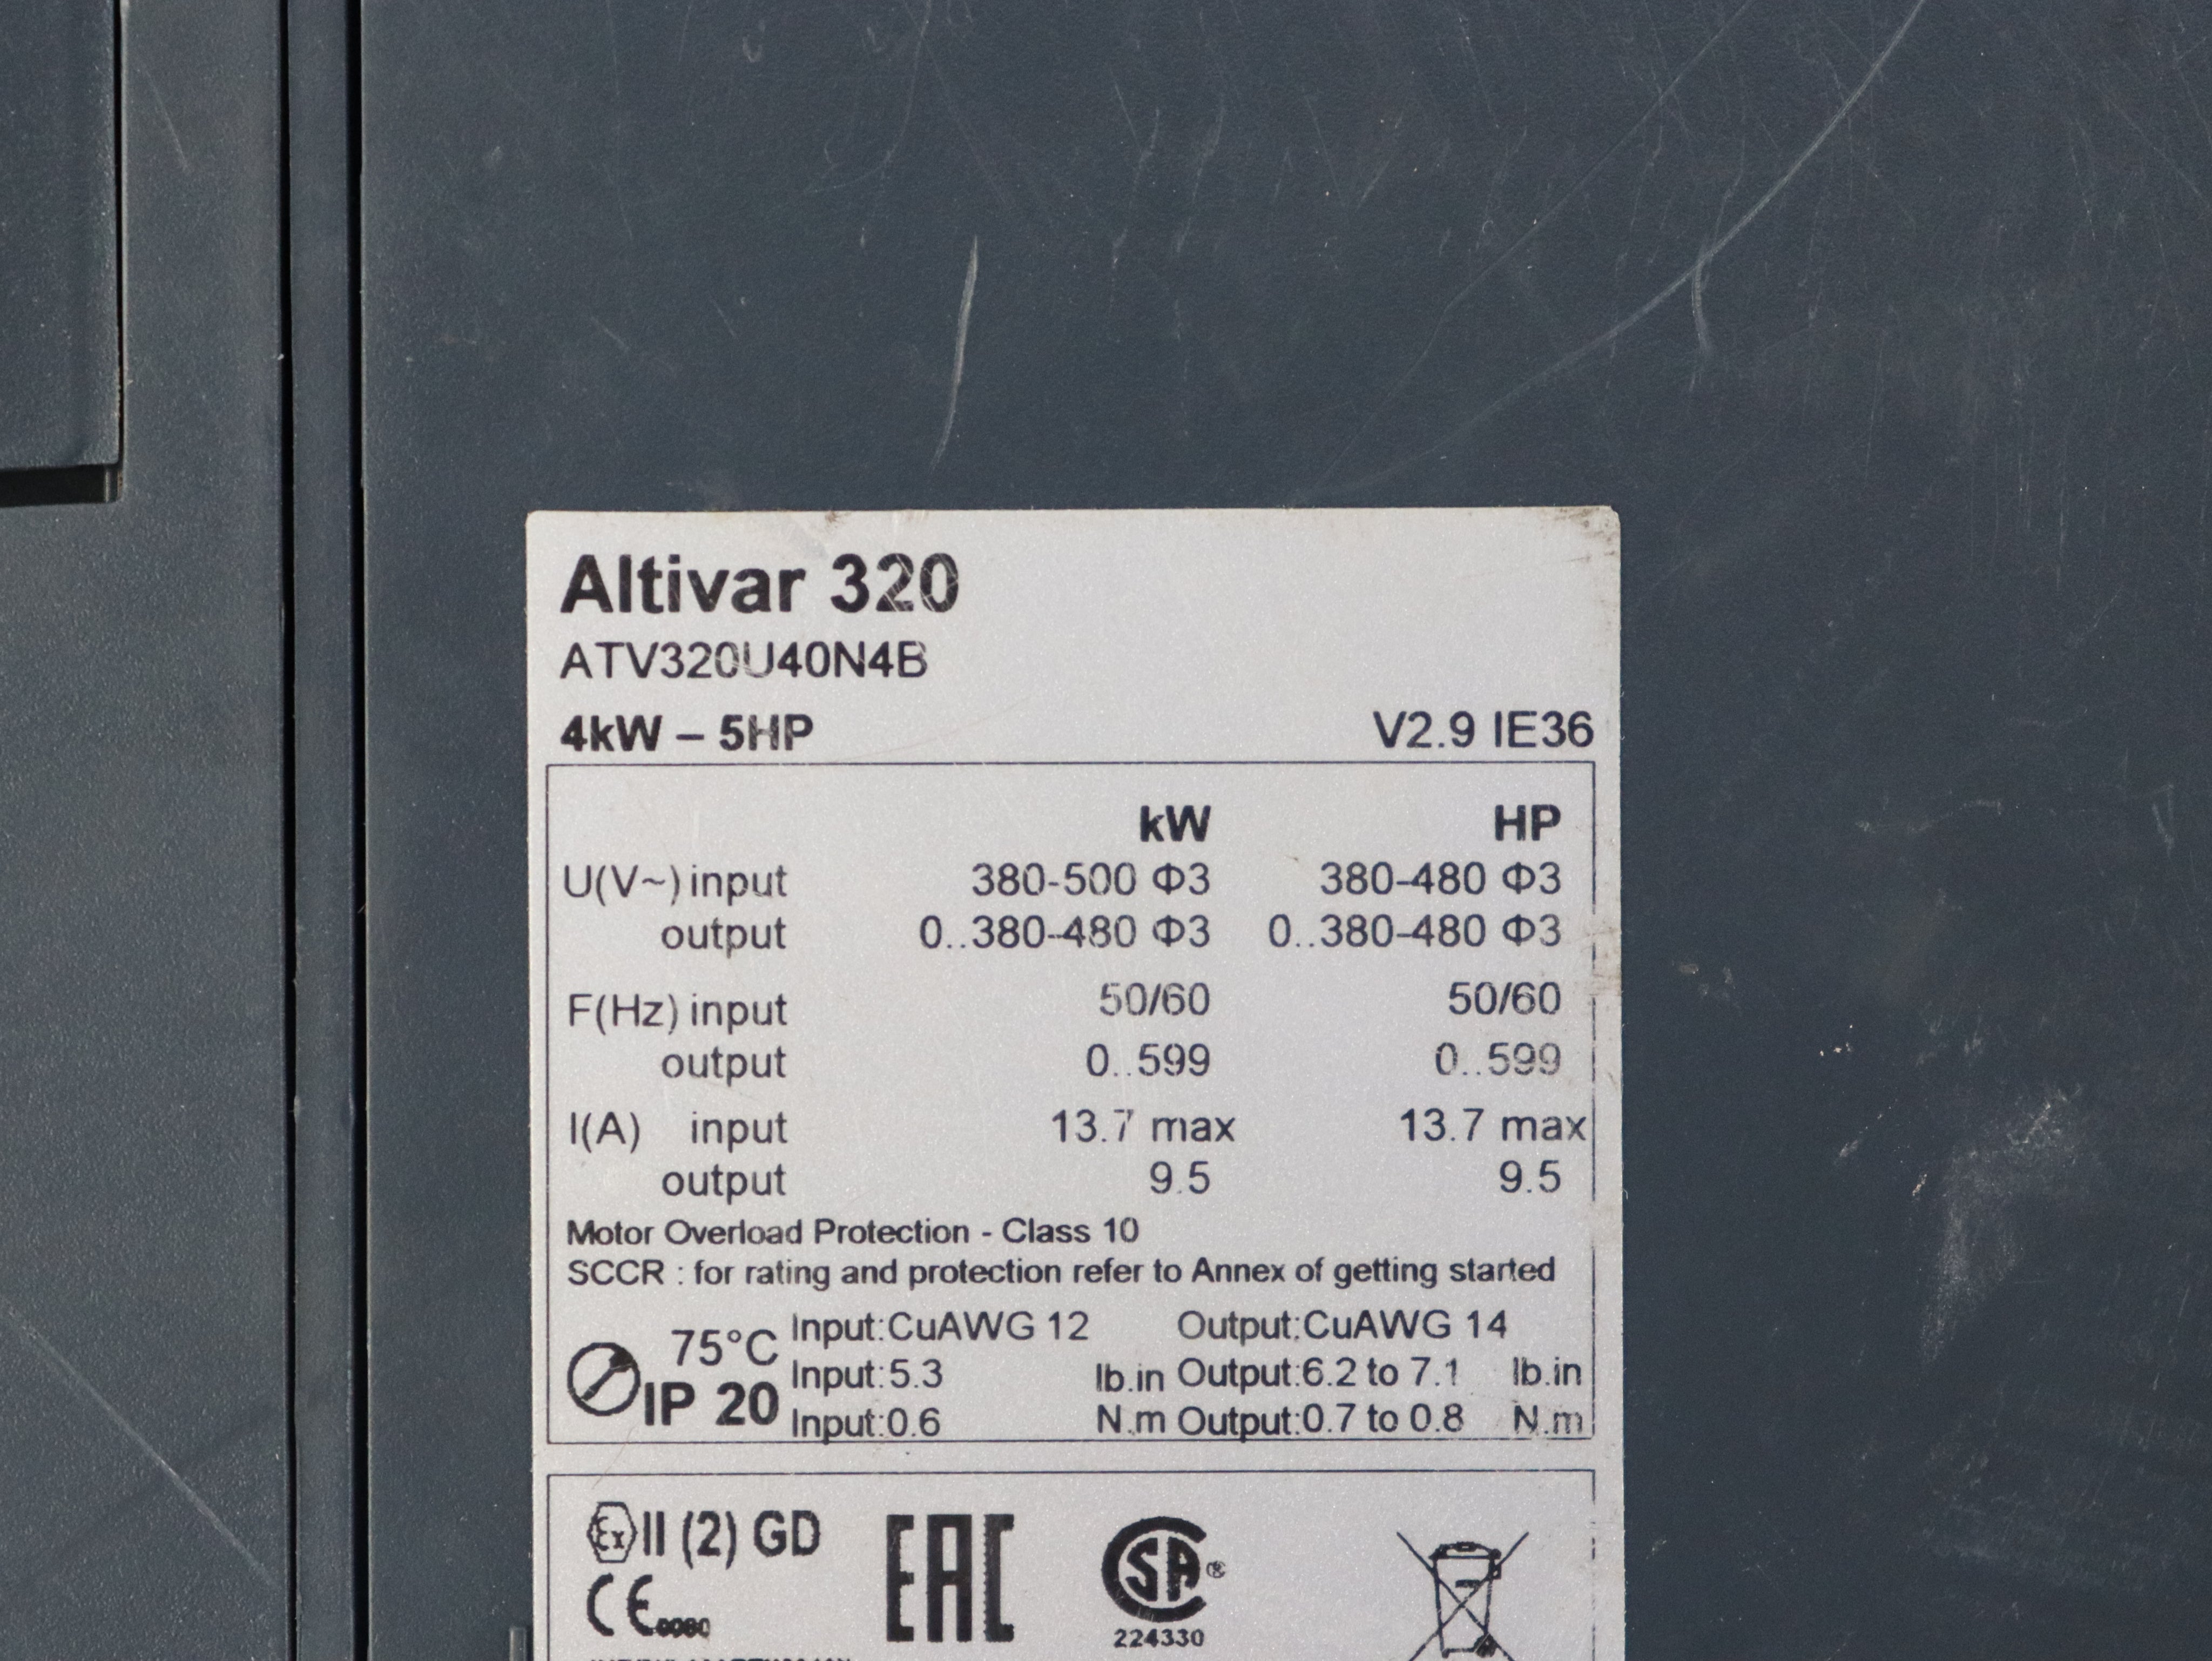 Altivar 320
ATV320U40N4B
4kW – 5HP V2.9 IE36
kW HP
U(V~) input 380-500 Φ3 380-480 Φ3
output 0..380-480 Φ3 0..380-480 Φ3
F(Hz) input 50/60 50/60
output 0..599 0..599
I(A) input 13.7 max 13.7 max
output 9.5 9.5
Motor Overload Protection - Class 10
SCCR : for rating and protection refer to Annex of getting started
75°C Input:CuAWG 12 Output:CuAWG 14
Input:5.3 lb.in Output:6.2 to 7.1 lb.in
IP 20 Input:0.6 N.m Output:0.7 to 0.8 N.m
Ex II (2) GD EAC SA®
CE
224330